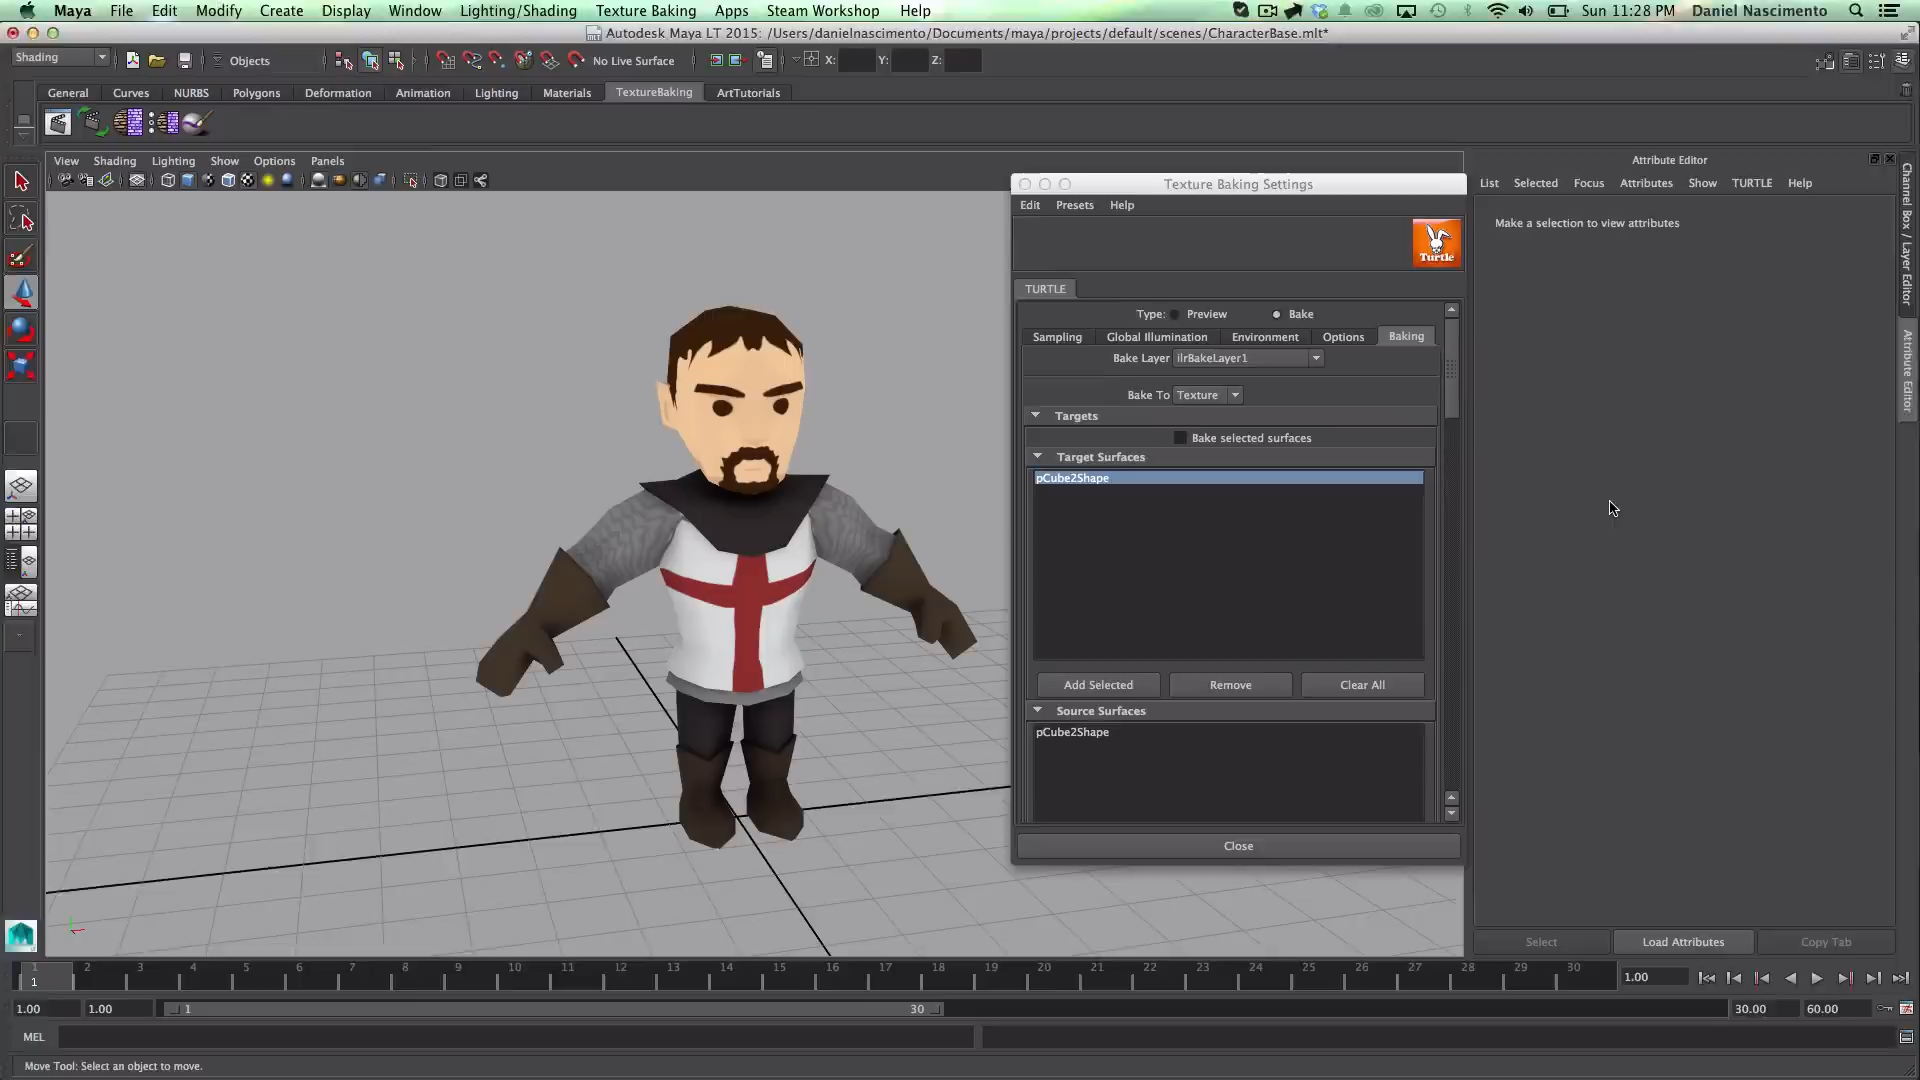 Maya File Edit Modify Create Display Window Lighting/Shading Texture Baking Apps Steam Workshop Help Sun 11:28 PM Daniel Nascimento
Autodesk Maya LT 2015: /Users/danielnascimento/Documents/maya/projects/default/scenes/CharacterBase.mlt*
Shading Objects No Live Surface X: Y: Z:
General Curves NURBS Polygons Deformation Animation Lighting Materials TextureBaking ArtTutorials
View Shading Lighting Show Options Panels
Attribute Editor
List Selected Focus Attributes Show TURTLE Help
Make a selection to view attributes
Texture Baking Settings
Edit Presets Help
Turtle
TURTLE
Type: Preview Bake
Sampling Global Illumination Environment Options Baking
Bake Layer ilrBakeLayer1
Bake To Texture
Targets
Bake selected surfaces
Target Surfaces
pCube2Shape
Add Selected Remove Clear All
Source Surfaces
pCube2Shape
Close
Channel Box / Layer Editor
Attribute Editor
Select Load Attributes Copy Tab
1 2 3 4 5 6 7 8 9 10 11 12 13 14 15 16 17 18 19 20 21 22 23 24 25 26 27 28 29 30
1 1.00
1.00 1.00 1 30 30.00 60.00
MEL
Move Tool: Select an object to move.